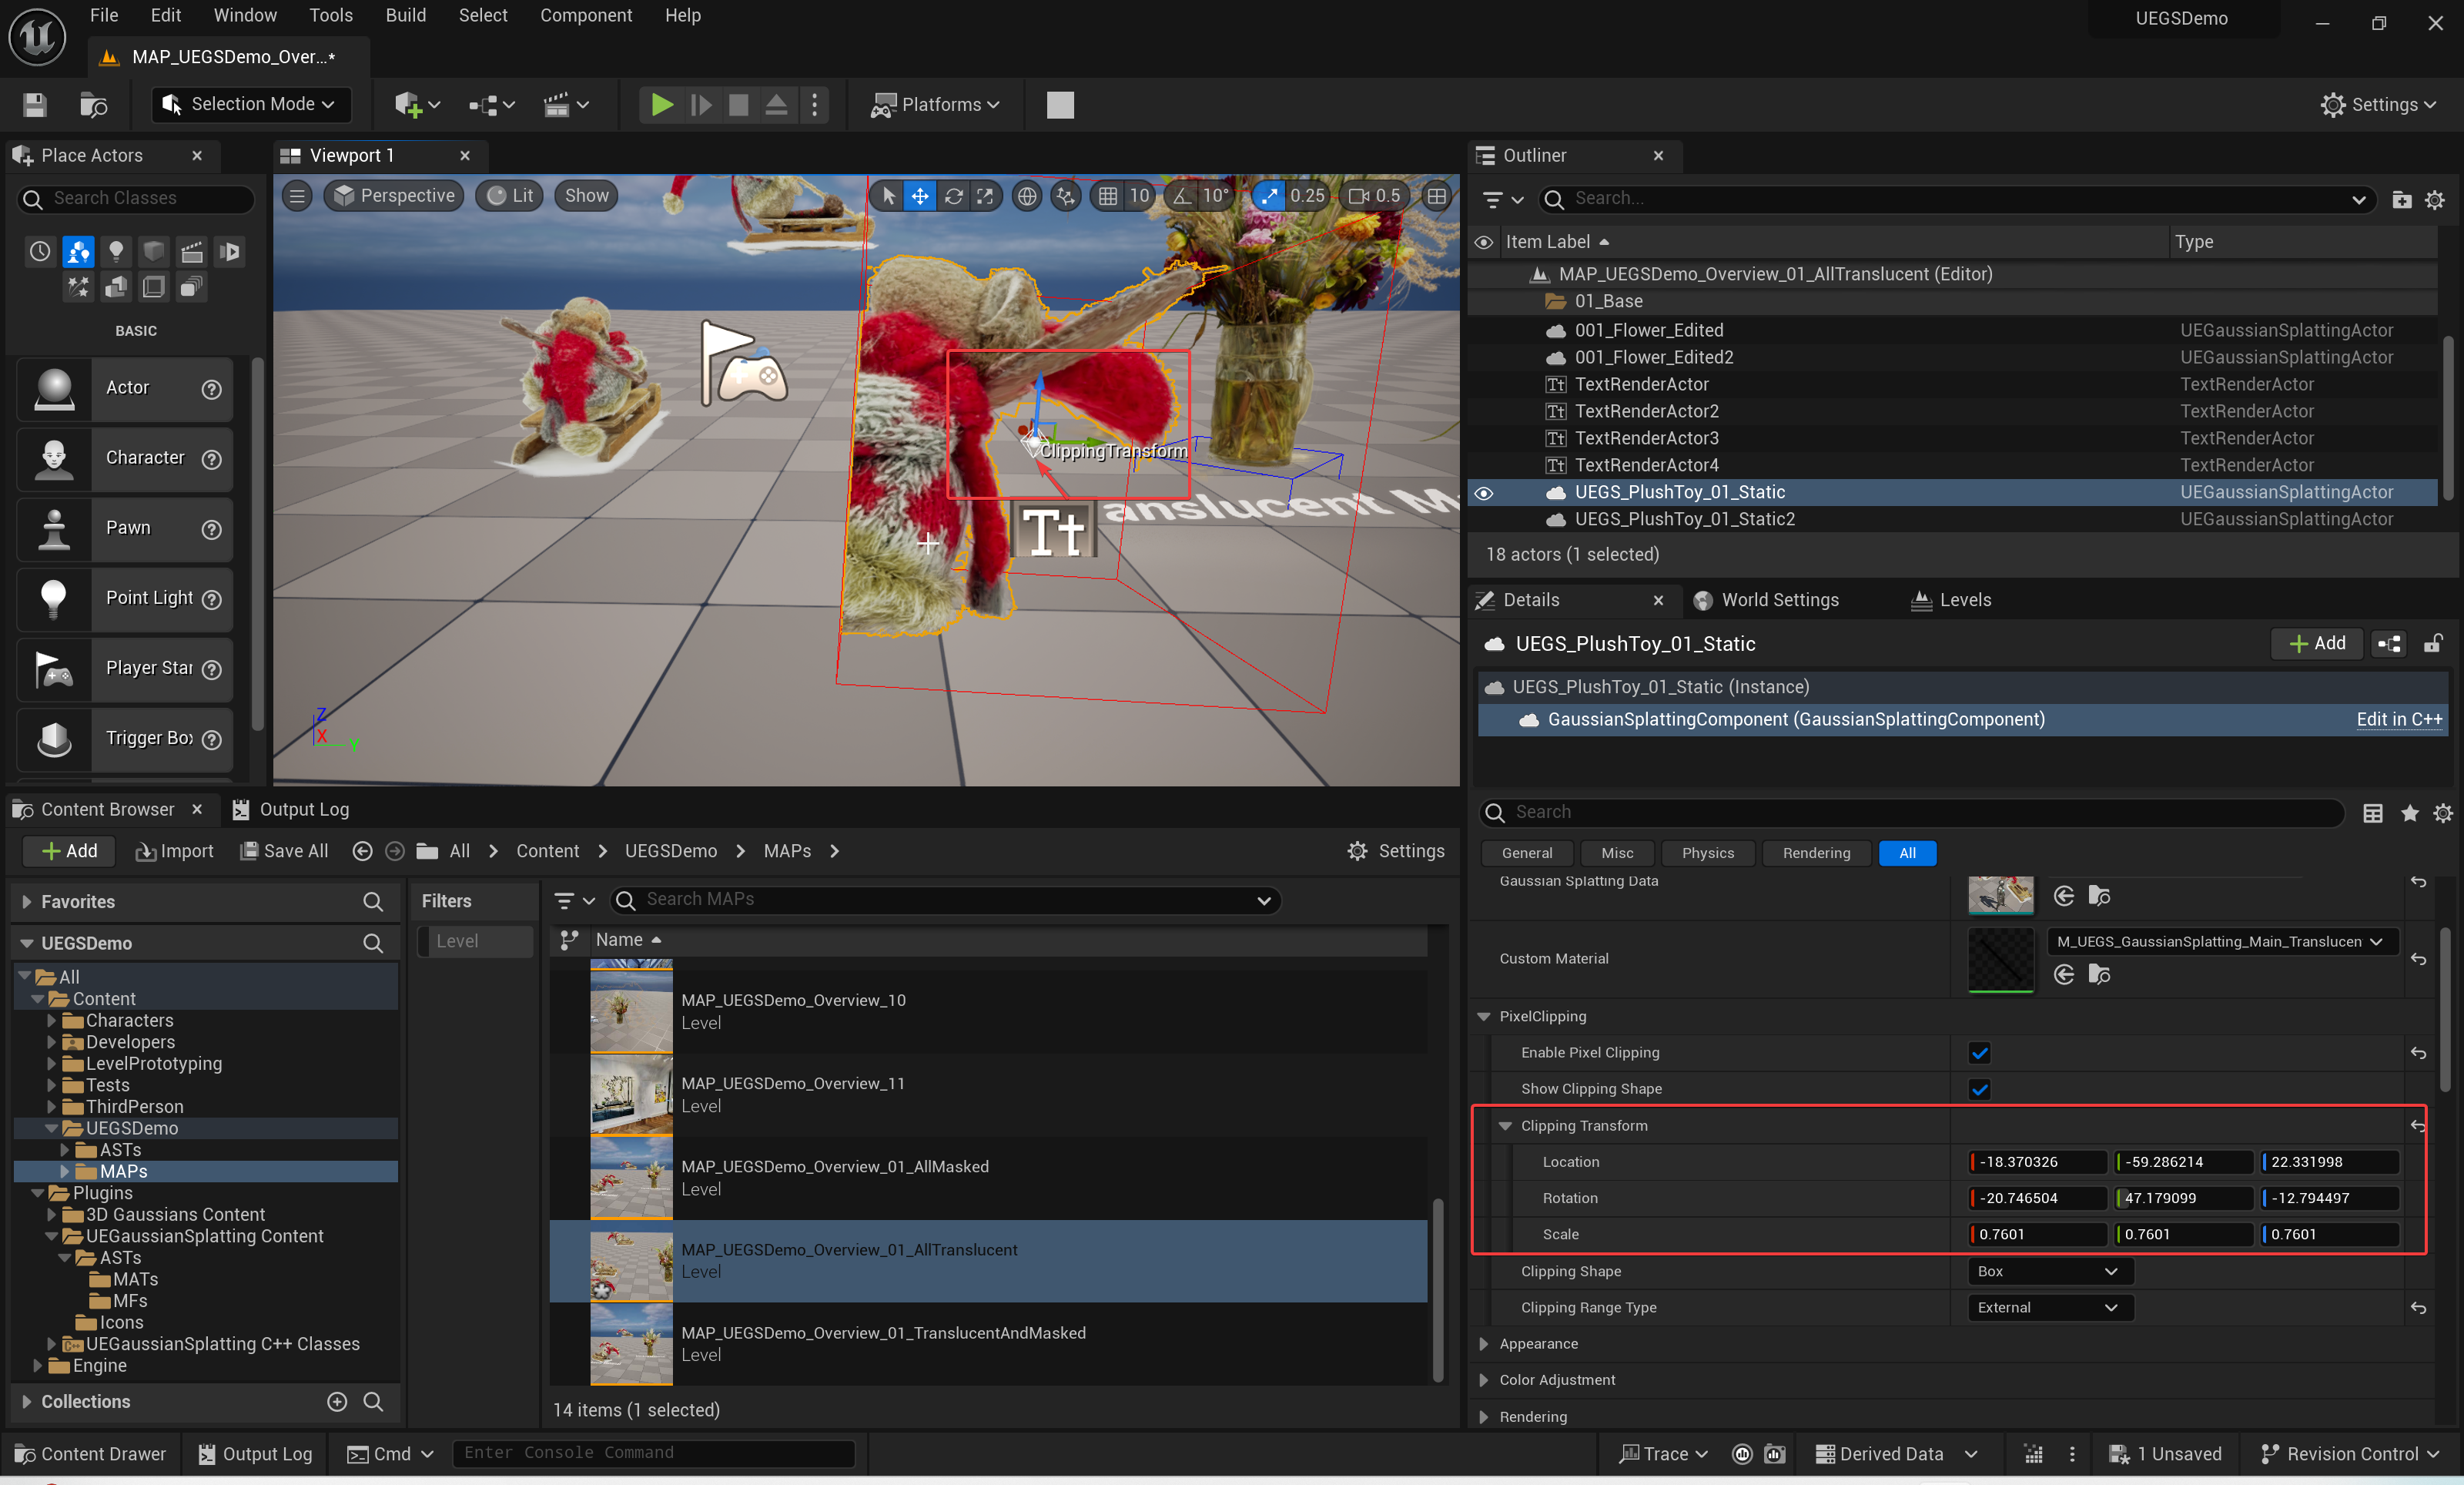 File Edit Window Tools Build Select Component Help
UEGSDemo
MAP_UEGSDemo_Over...*
Selection Mode
Platforms
Settings
Place Actors
Search Classes
BASIC
Actor
Character
Pawn
Point Light
Player Star
Trigger Box
Viewport 1
Perspective
Lit
Show
10
10°
0.25
0.5
ClippingTransform
Tt
anslucent M
Z
X
Y
Outliner
Search...
Item Label
Type
MAP_UEGSDemo_Overview_01_AllTranslucent (Editor)
01_Base
001_Flower_Edited UEGaussianSplattingActor
001_Flower_Edited2 UEGaussianSplattingActor
Tt TextRenderActor TextRenderActor
Tt TextRenderActor2 TextRenderActor
Tt TextRenderActor3 TextRenderActor
Tt TextRenderActor4 TextRenderActor
UEGS_PlushToy_01_Static UEGaussianSplattingActor
UEGS_PlushToy_01_Static2 UEGaussianSplattingActor
18 actors (1 selected)
Details
World Settings
Levels
UEGS_PlushToy_01_Static
Add
UEGS_PlushToy_01_Static (Instance)
GaussianSplattingComponent (GaussianSplattingComponent)
Edit in C++
Search
General Misc Physics Rendering All
Gaussian Splatting Data
Custom Material
M_UEGS_GaussianSplatting_Main_Translucen
PixelClipping
Enable Pixel Clipping
Show Clipping Shape
Clipping Transform
Location -18.370326 -59.286214 22.331998
Rotation -20.746504 47.179099 -12.794497
Scale 0.7601 0.7601 0.7601
Clipping Shape Box
Clipping Range Type External
Appearance
Color Adjustment
Rendering
Content Browser
Output Log
Add
Import
Save All
All > Content > UEGSDemo > MAPs >
Settings
Favorites
UEGSDemo
All
Content
Characters
Developers
LevelPrototyping
Tests
ThirdPerson
UEGSDemo
ASTs
MAPs
Plugins
3D Gaussians Content
UEGaussianSplatting Content
ASTs
MATs
MFs
Icons
UEGaussianSplatting C++ Classes
Engine
Collections
Filters
Level
Search MAPs
Name
MAP_UEGSDemo_Overview_10
Level
MAP_UEGSDemo_Overview_11
Level
MAP_UEGSDemo_Overview_01_AllMasked
Level
MAP_UEGSDemo_Overview_01_AllTranslucent
Level
MAP_UEGSDemo_Overview_01_TranslucentAndMasked
Level
14 items (1 selected)
Content Drawer
Output Log
Cmd
Enter Console Command
Trace
Derived Data
1 Unsaved
Revision Control